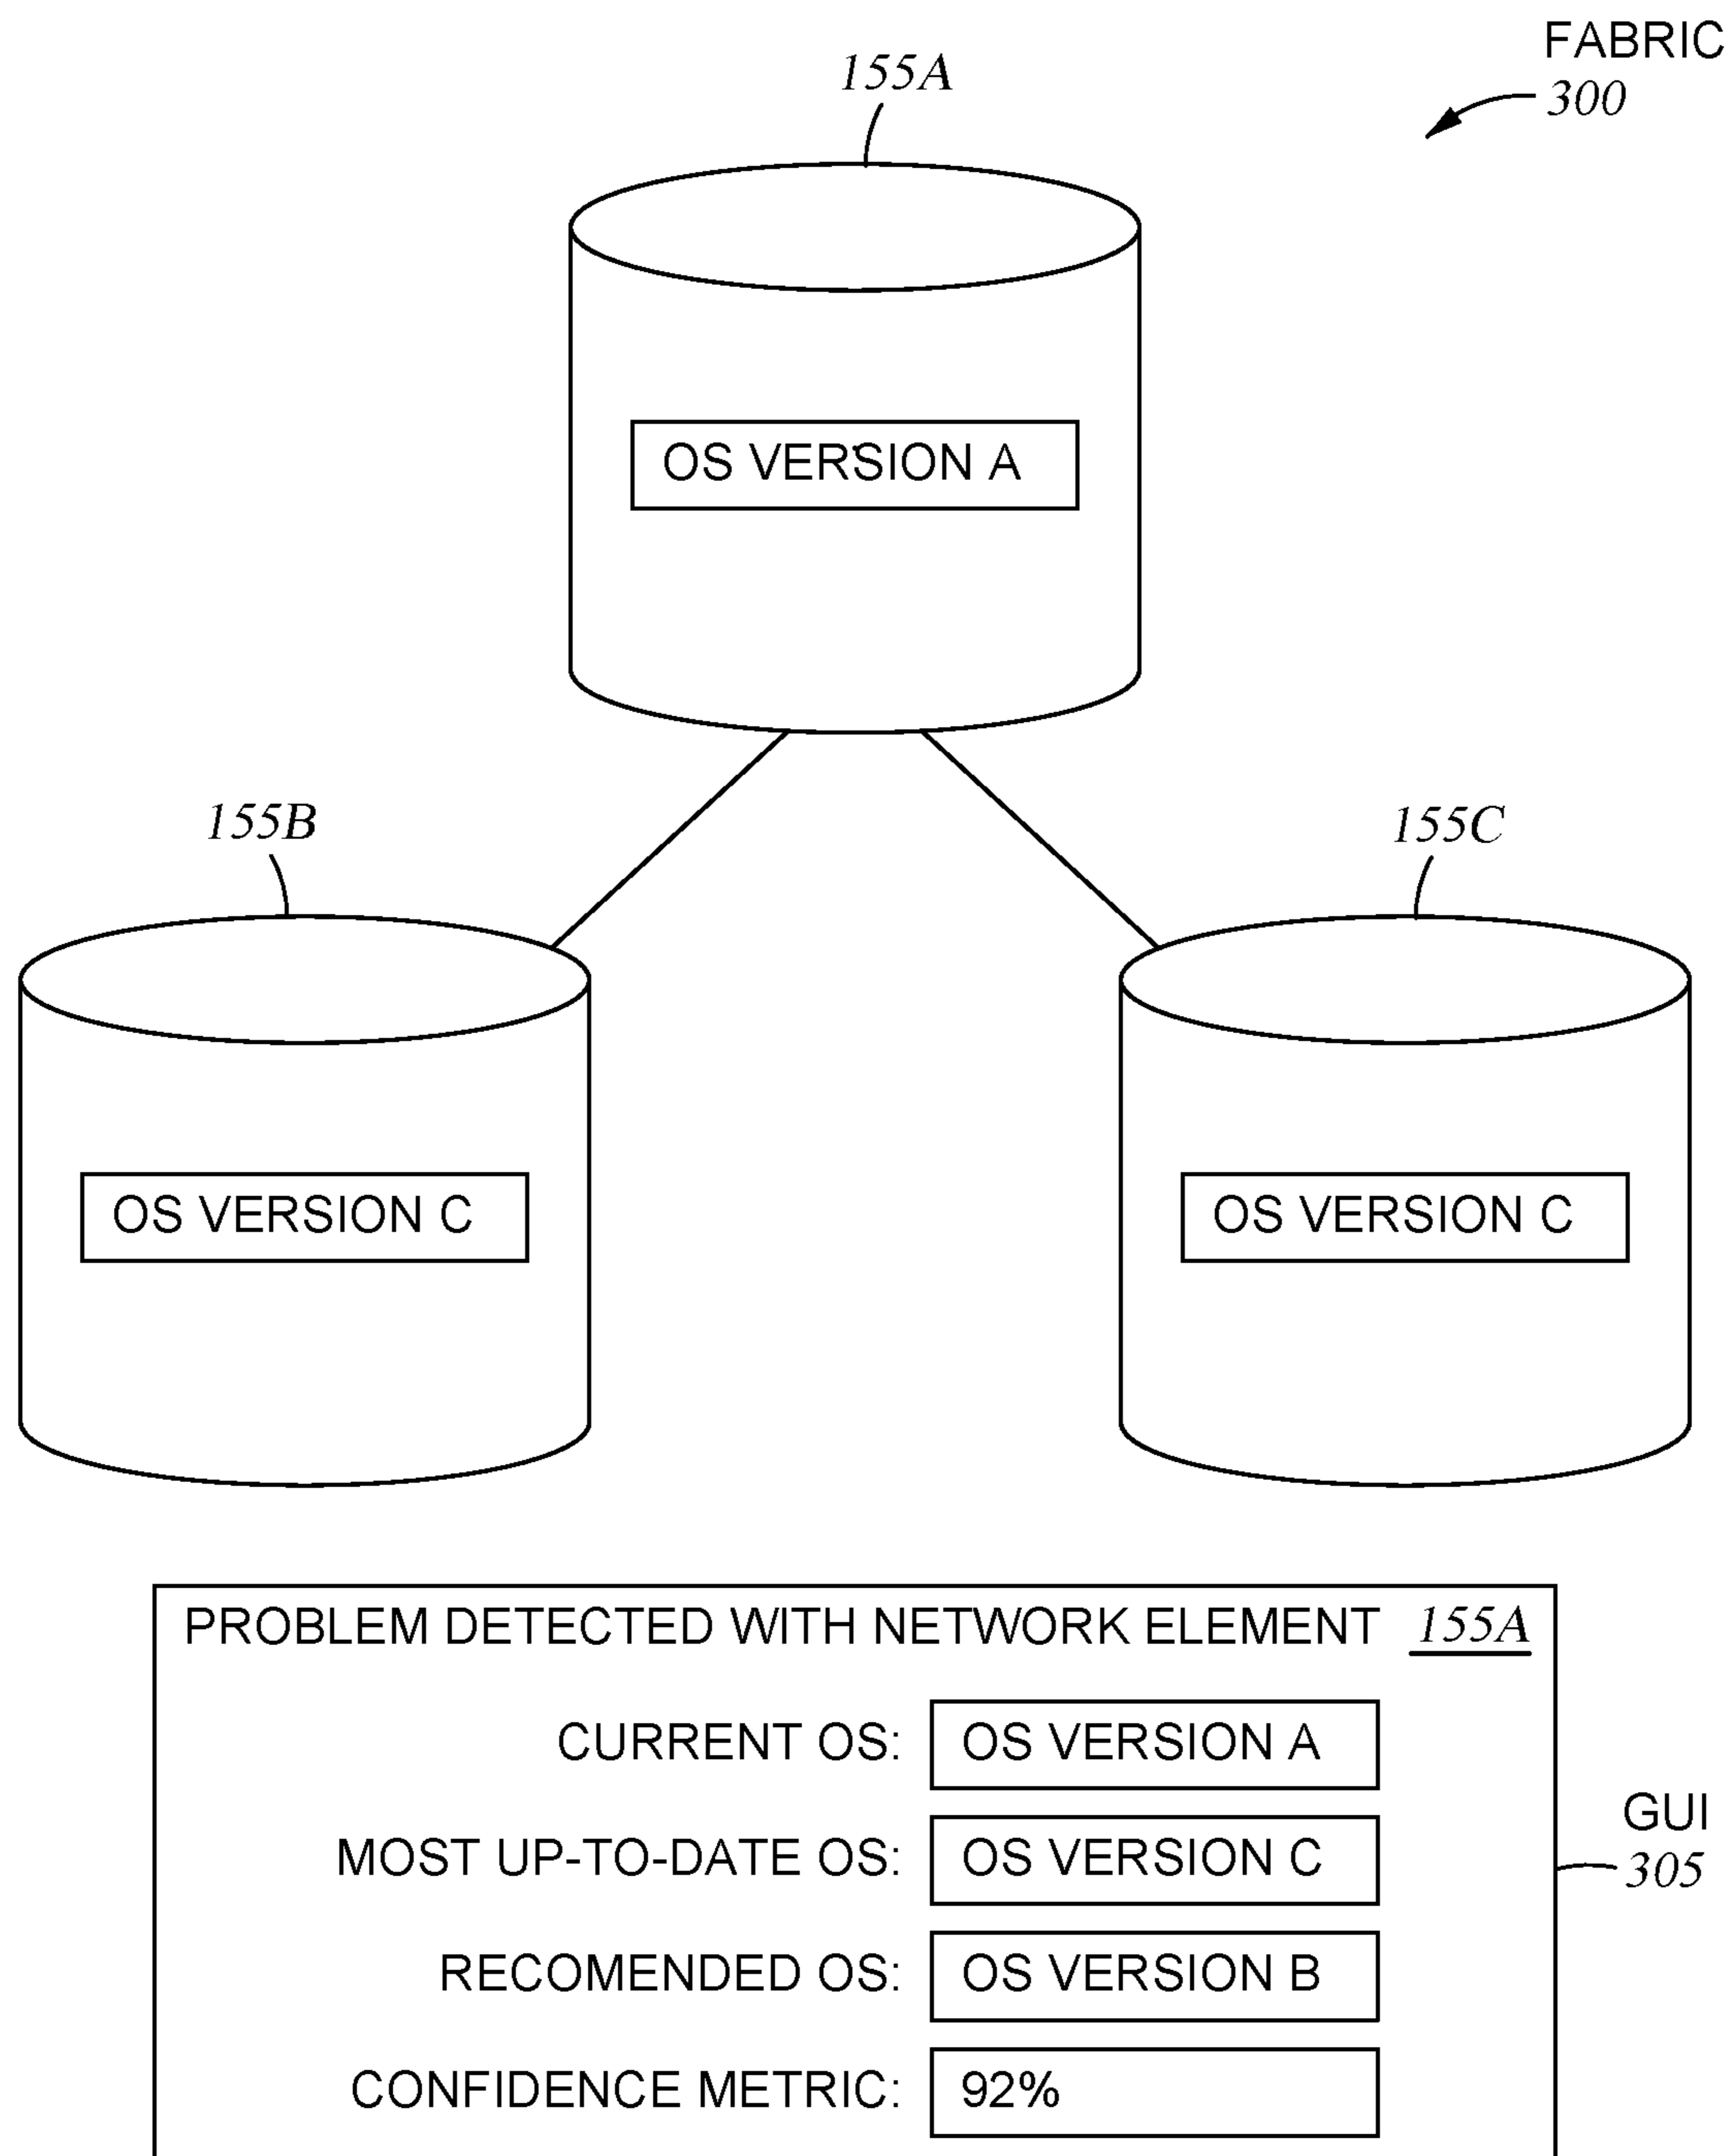 FABRIC
300
155A
OS VERSION A
155B
155C
OS VERSION C
OS VERSION C
PROBLEM DETECTED WITH NETWORK ELEMENT 155A
CURRENT OS: OS VERSION A
MOST UP-TO-DATE OS: OS VERSION C
RECOMENDED OS: OS VERSION B
CONFIDENCE METRIC: 92%
GUI
305